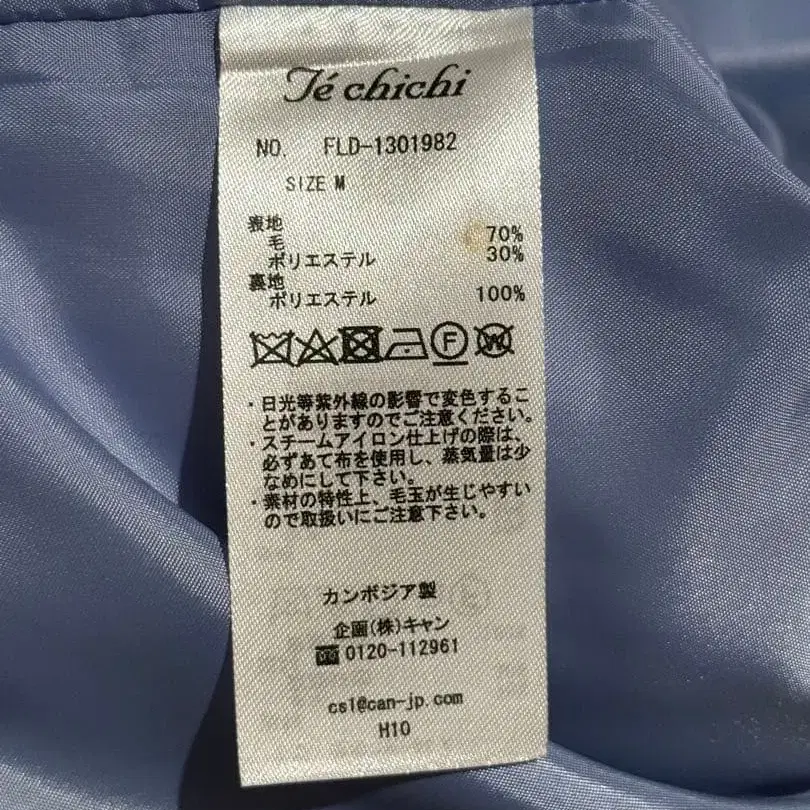 Té chichi
NO. FLD-1301982
SIZE M
表地
毛 70%
ポリエステル 30%
裏地
ポリエステル 100%
F W
・日光等紫外線の影響で変色するこ
とがありますのでご注意ください。
・スチームアイロン仕上げの際は、
必ずあて布を使用し、蒸気量は少
なめにして下さい。
・素材の特性上、毛玉が生じやすい
ので取扱いにご注意下さい。
カンボジア製
企画(株)キャン
0120-112961
cs1@can-jp.com
H10